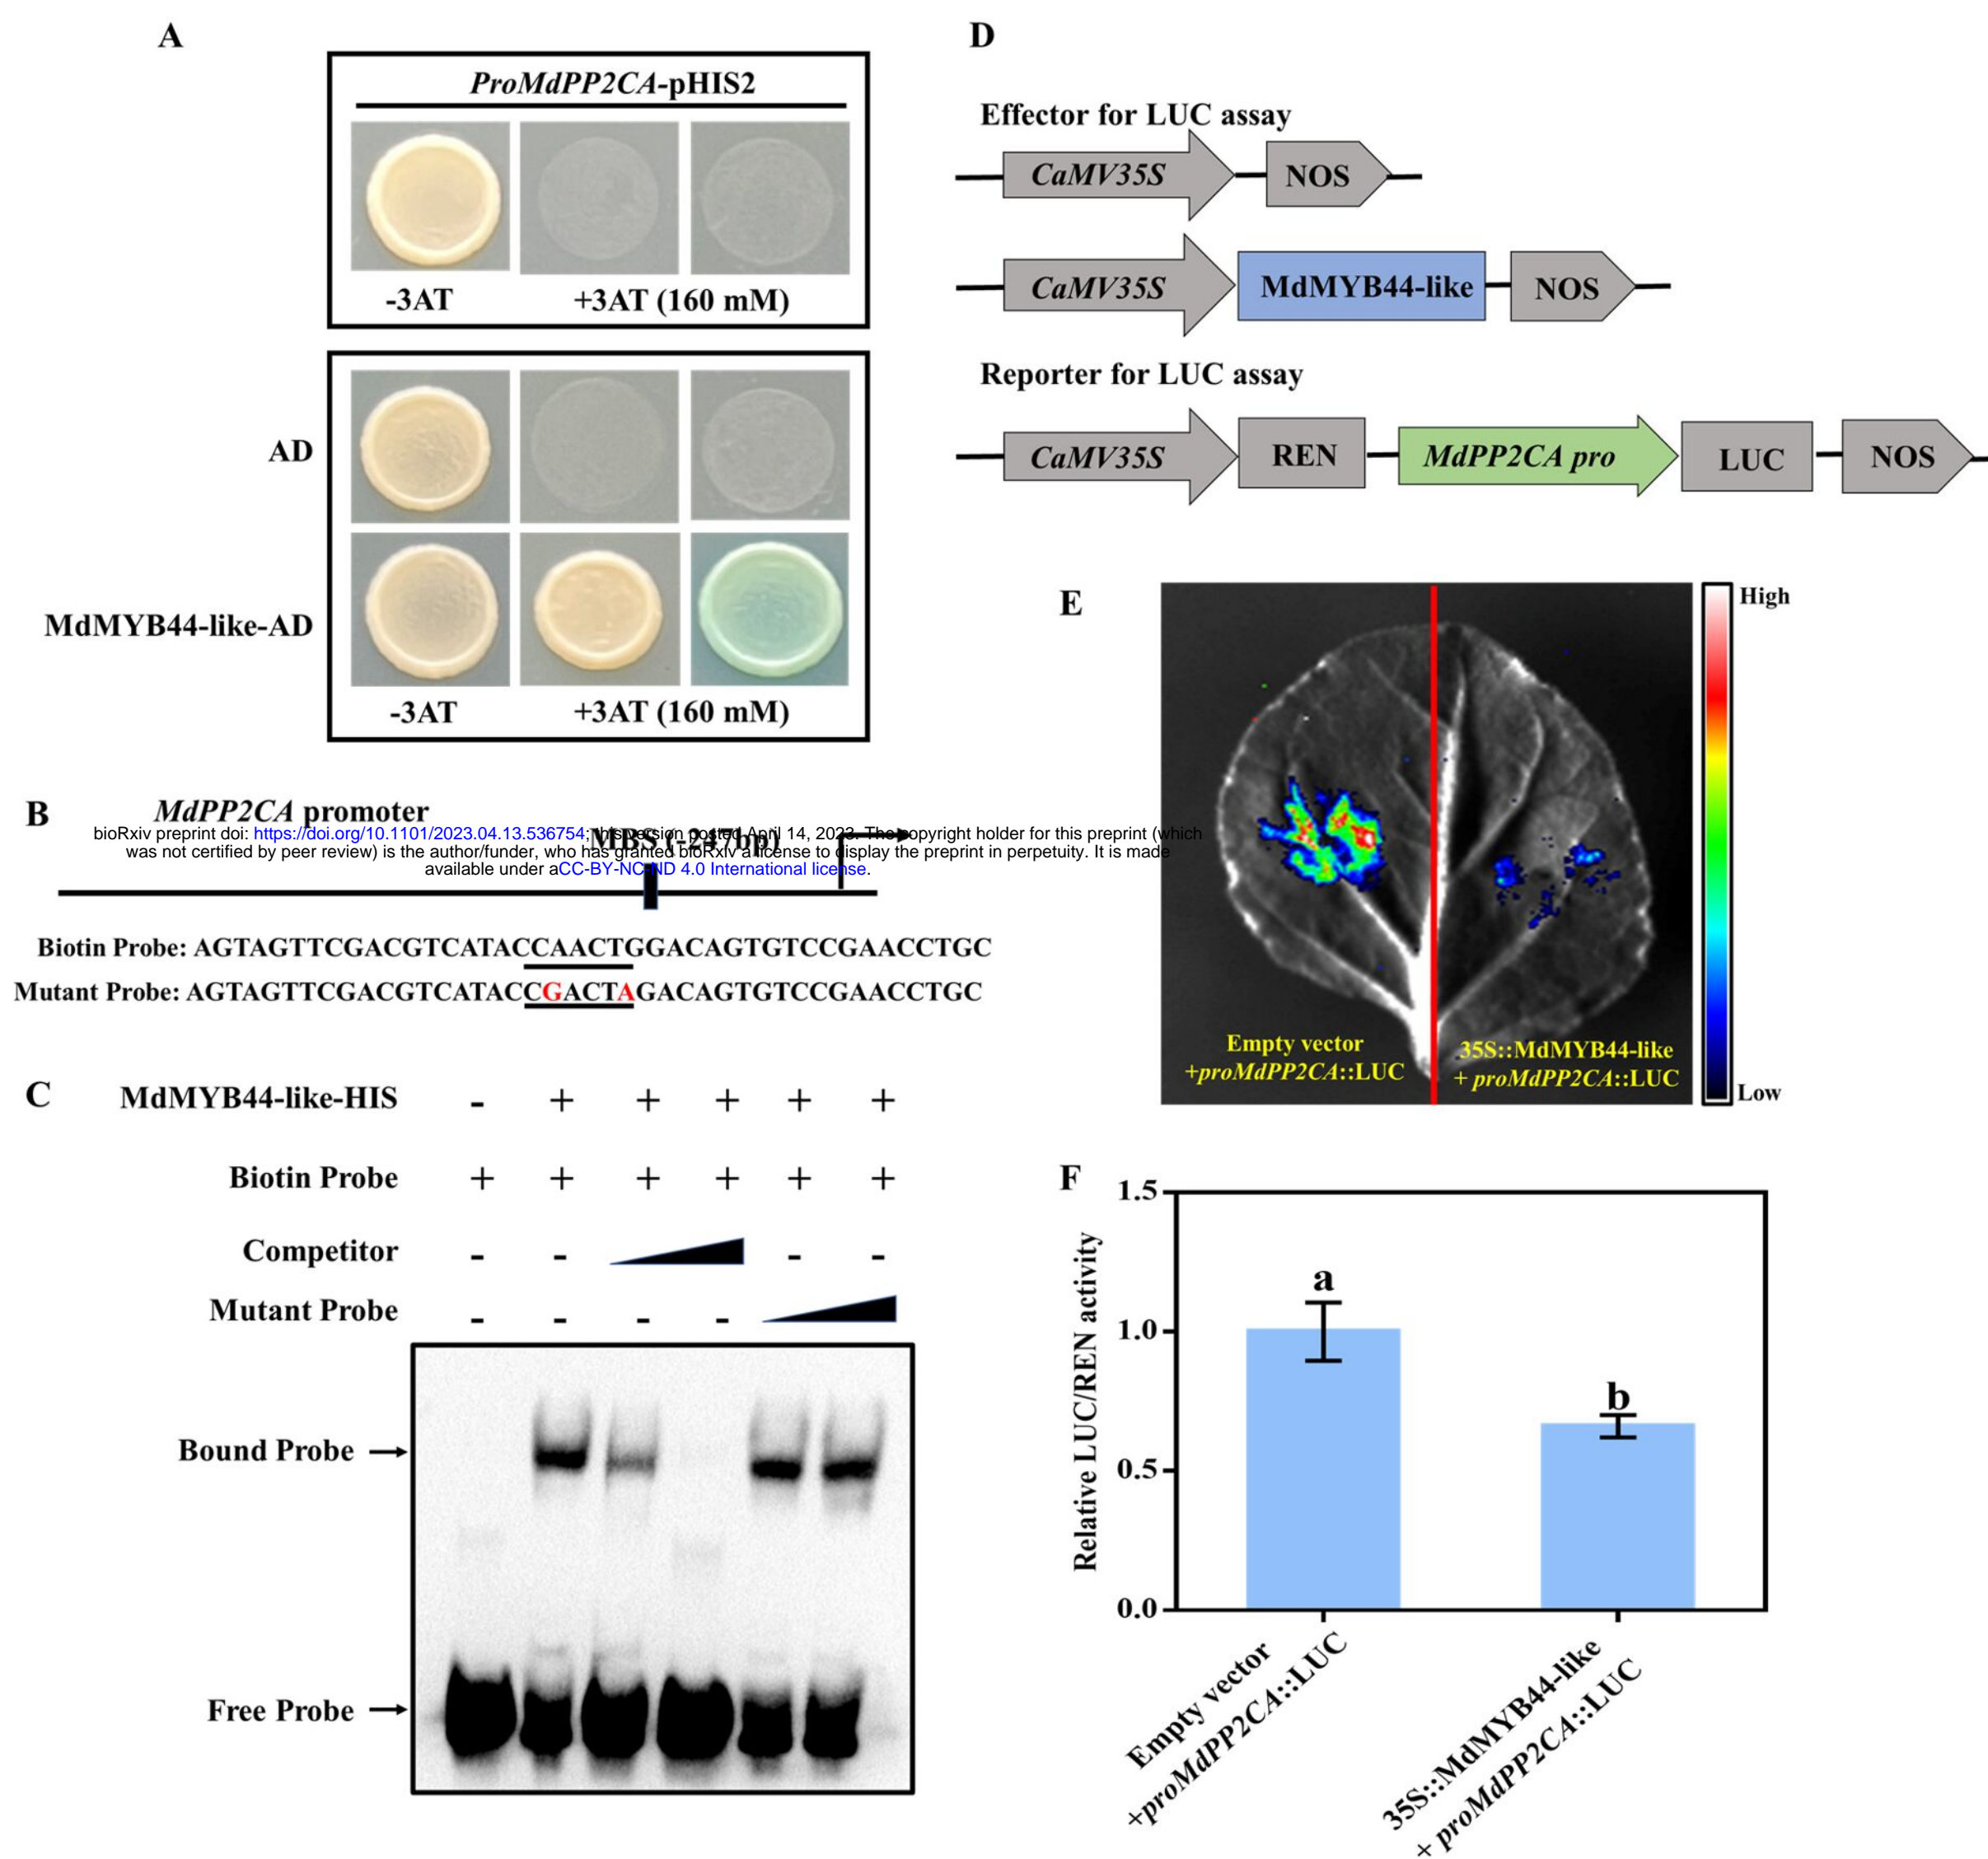 A
ProMdPP2CA-pHIS2
-3AT +3AT (160 mM)
AD
MdMYB44-like-AD
-3AT +3AT (160 mM)
B
MdPP2CA promoter
MBS (-247bp)
bioRxiv preprint doi: https://doi.org/10.1101/2023.04.13.536754; this version posted April 14, 2023. The copyright holder for this preprint (which
was not certified by peer review) is the author/funder, who has granted bioRxiv a license to display the preprint in perpetuity. It is made
available under aCC-BY-NC-ND 4.0 International license.
Biotin Probe: AGTAGTTCGACGTCATACCAACTGGACAGTGTCCGAACCTGC
Mutant Probe: AGTAGTTCGACGTCATACCGACTAGACAGTGTCCGAACCTGC
C
MdMYB44-like-HIS - + + + + +
Biotin Probe + + + + + +
Competitor - - - -
Mutant Probe - - - -
Bound Probe
Free Probe
D
Effector for LUC assay
CaMV35S NOS
CaMV35S MdMYB44-like NOS
Reporter for LUC assay
CaMV35S REN MdPP2CA pro LUC NOS
E
High
Low
Empty vector
+proMdPP2CA::LUC
35S::MdMYB44-like
+ proMdPP2CA::LUC
F
Relative LUC/REN activity
1.5
1.0
0.5
0.0
a
b
Empty vector
+proMdPP2CA::LUC
35S::MdMYB44-like
+ proMdPP2CA::LUC